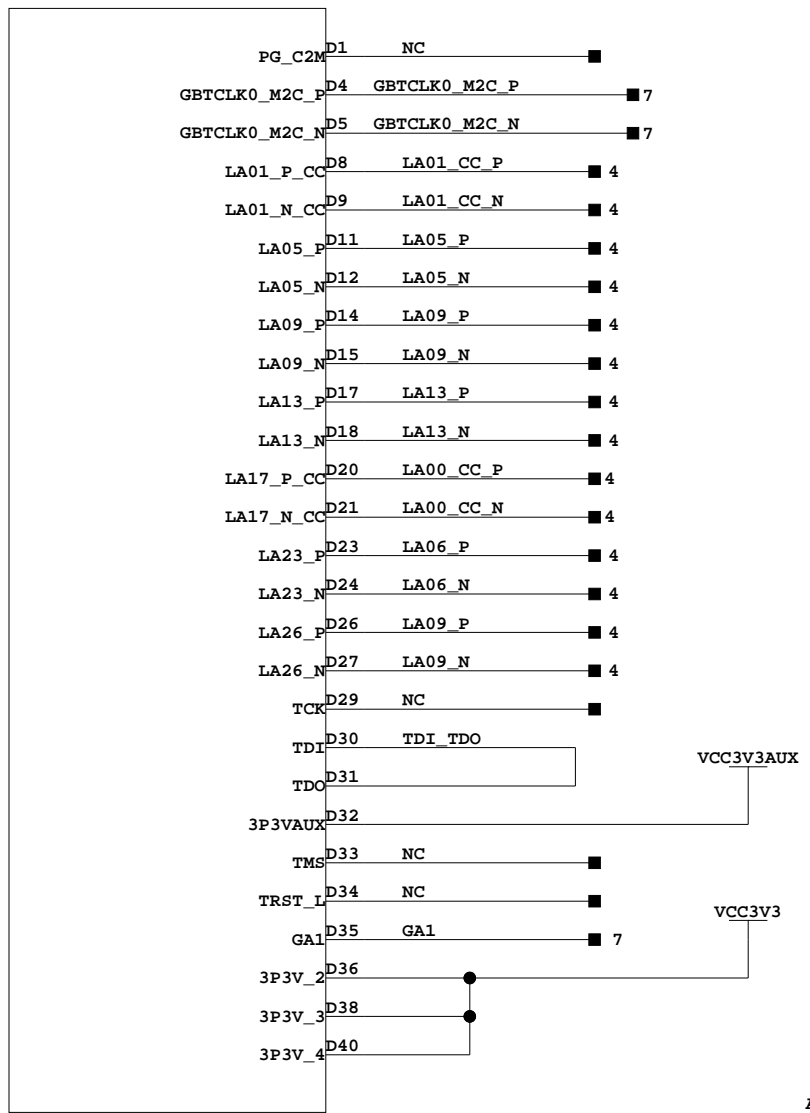 PG_C2M D1 NC
GBTCLK0_M2C_P D4 GBTCLK0_M2C_P 7
GBTCLK0_M2C_N D5 GBTCLK0_M2C_N 7
LA01_P_CC D8 LA01_CC_P 4
LA01_N_CC D9 LA01_CC_N 4
LA05_P D11 LA05_P 4
LA05_N D12 LA05_N 4
LA09_P D14 LA09_P 4
LA09_N D15 LA09_N 4
LA13_P D17 LA13_P 4
LA13_N D18 LA13_N 4
LA17_P_CC D20 LA00_CC_P 4
LA17_N_CC D21 LA00_CC_N 4
LA23_P D23 LA06_P 4
LA23_N D24 LA06_N 4
LA26_P D26 LA09_P 4
LA26_N D27 LA09_N 4
TCK D29 NC
TDI D30 TDI_TDO
TDO D31 VCC3V3AUX
3P3VAUX D32
TMS D33 NC
TRST_L D34 NC
VCC3V3
GA1 D35 GA1 7
3P3V_2 D36
3P3V_3 D38
3P3V_4 D40